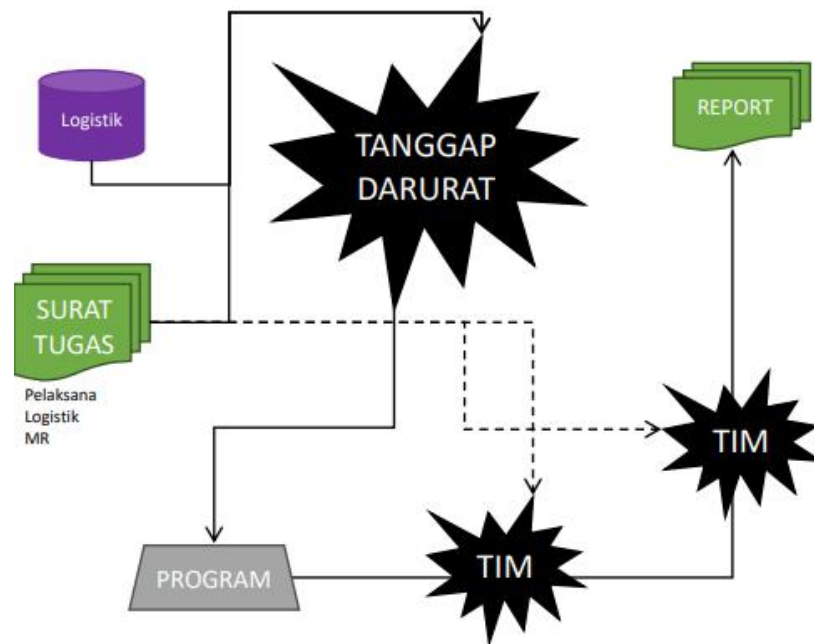 Logistik
TANGGAP
DARURAT
REPORT
SURAT
TUGAS
Pelaksana
Logistik
MR
TIM
PROGRAM
TIM